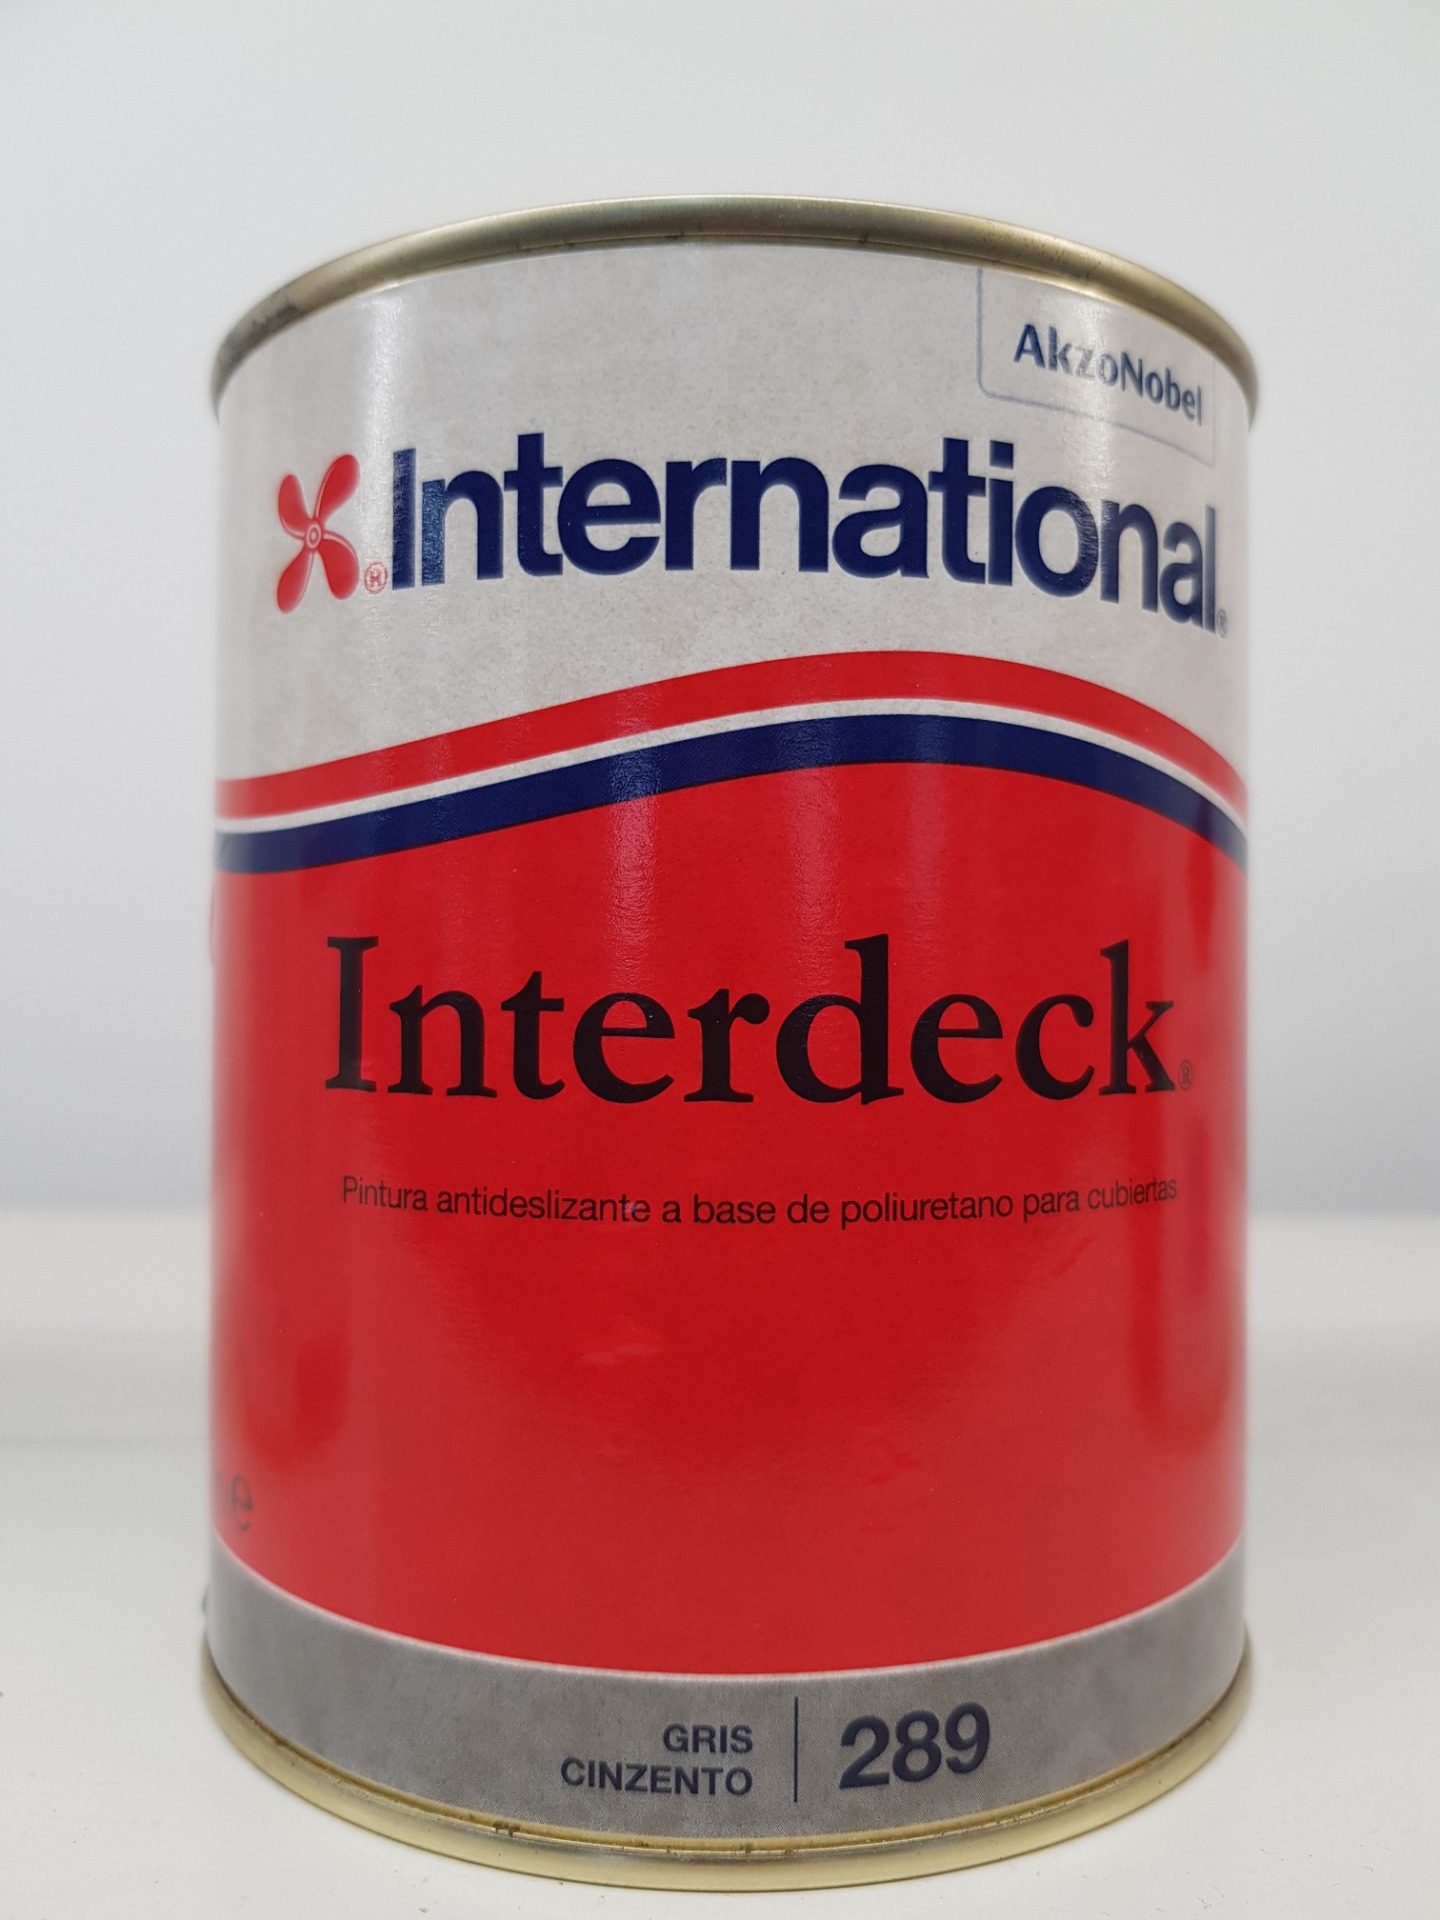 AkzoNobel
International®
Interdeck®
Pintura antideslizante a base de poliuretano para cubiertas
e
GRIS
CINZENTO
289